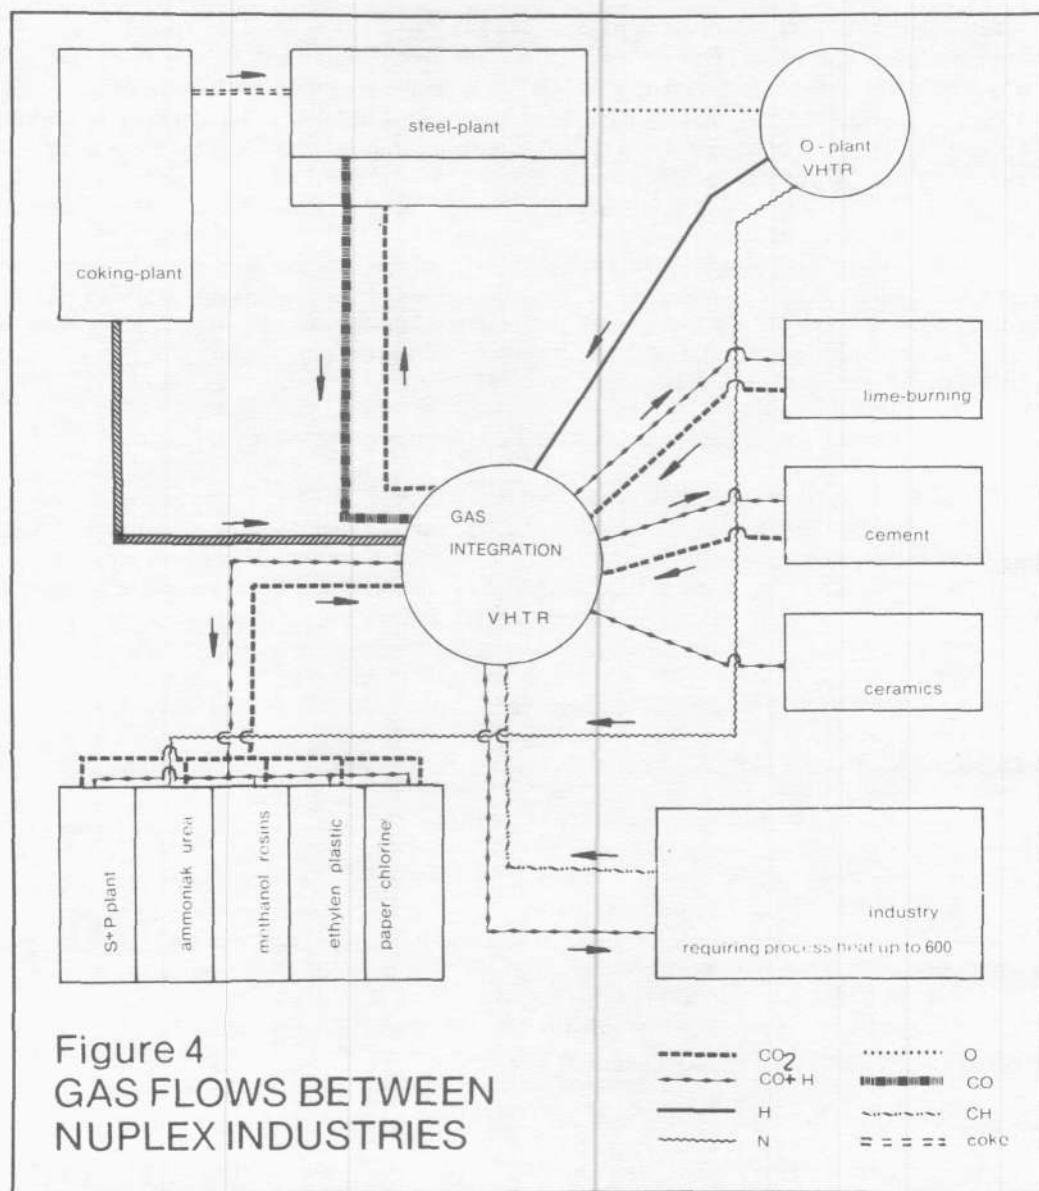 steel-plant
O - plant
VHTR
coking-plant
lime-burning
GAS
INTEGRATION
VHTR
cement
ceramics
S+P plant
ammoniak urea
methanol resins
ethylen plastic
paper chlorine
industry
requiring process heat up to 600
Figure 4
GAS FLOWS BETWEEN
NUPLEX INDUSTRIES
CO2
CO+H
H
N
O
CO
CH
coke